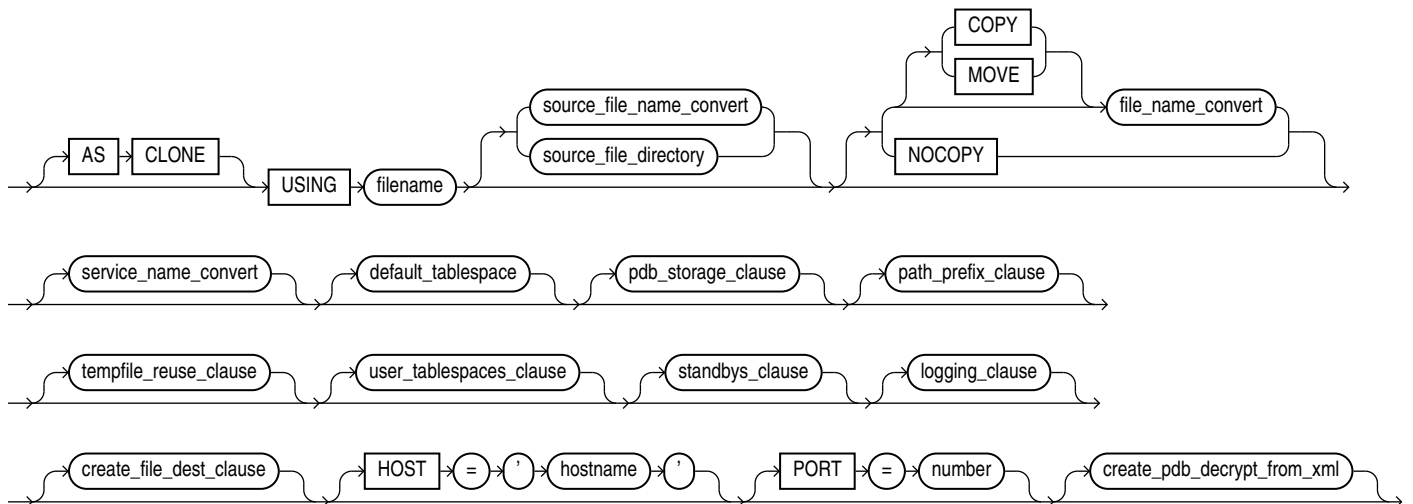 COPY
MOVE
source_file_name_convert file_name_convert
AS CLONE source_file_directory NOCOPY
USING filename
service_name_convert default_tablespace pdb_storage_clause path_prefix_clause
tempfile_reuse_clause user_tablespaces_clause standbys_clause logging_clause
create_file_dest_clause HOST = ' hostname ' PORT = number create_pdb_decrypt_from_xml